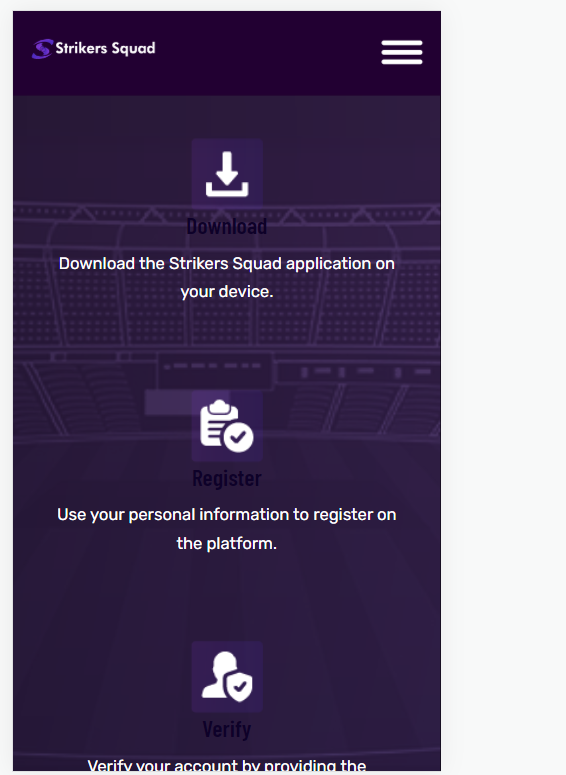 Strikers Squad
Download
Download the Strikers Squad application on
your device.
Register
Use your personal information to register on
the platform.
Verify
Verify your account by providing the